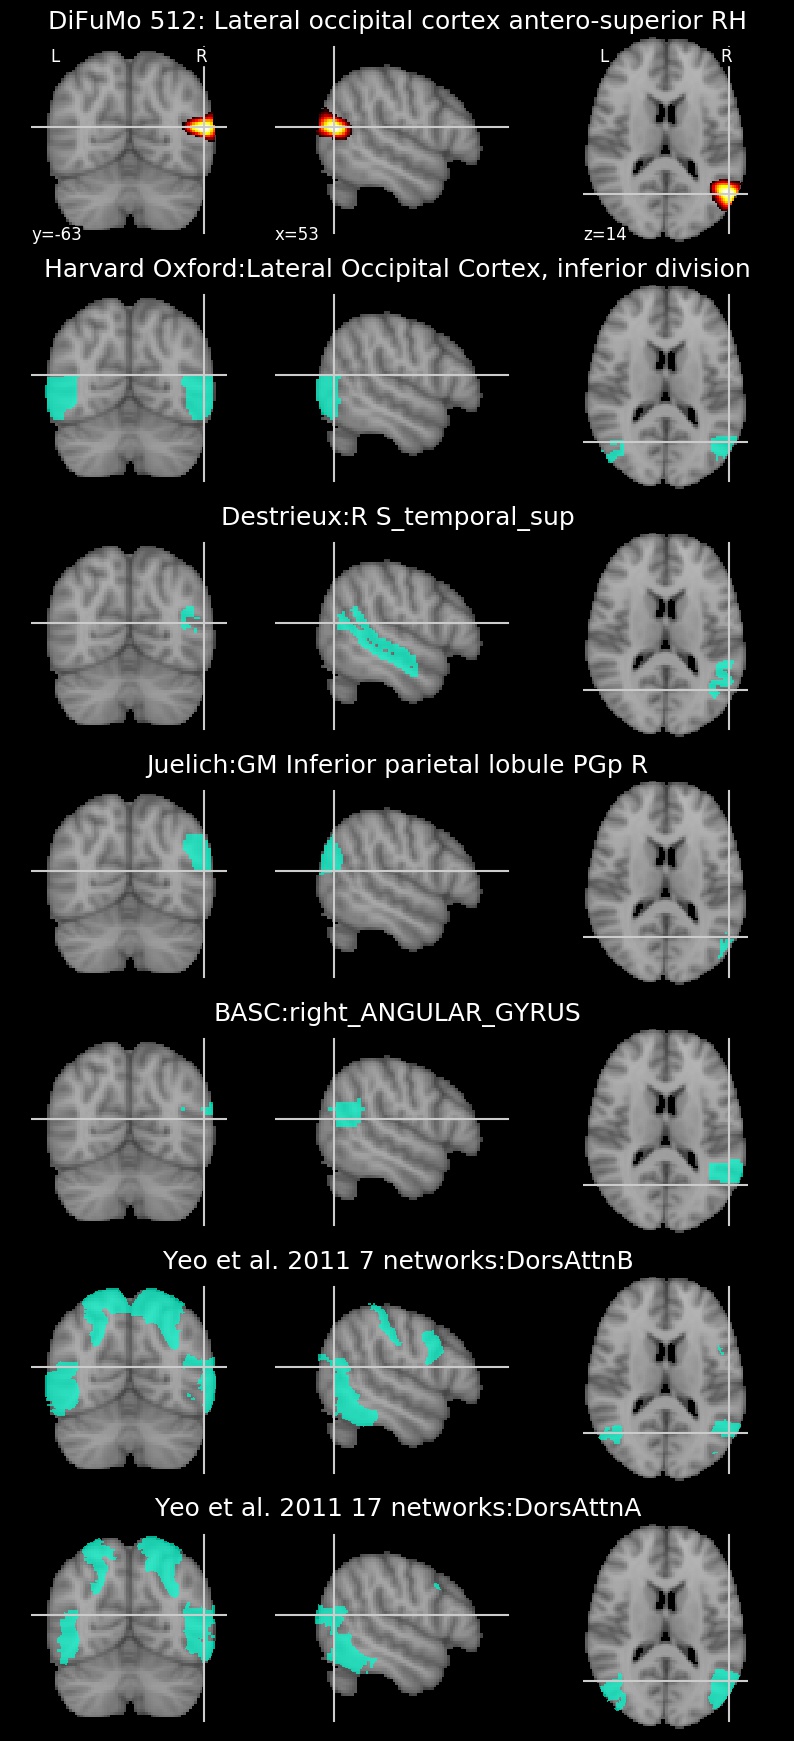 DiFuMo 512: Lateral occipital cortex antero-superior RH
L R L R
y=-63 x=53 z=14
Harvard Oxford:Lateral Occipital Cortex, inferior division
Destrieux:R S_temporal_sup
Juelich:GM Inferior parietal lobule PGp R
BASC:right_ANGULAR_GYRUS
Yeo et al. 2011 7 networks:DorsAttnB
Yeo et al. 2011 17 networks:DorsAttnA